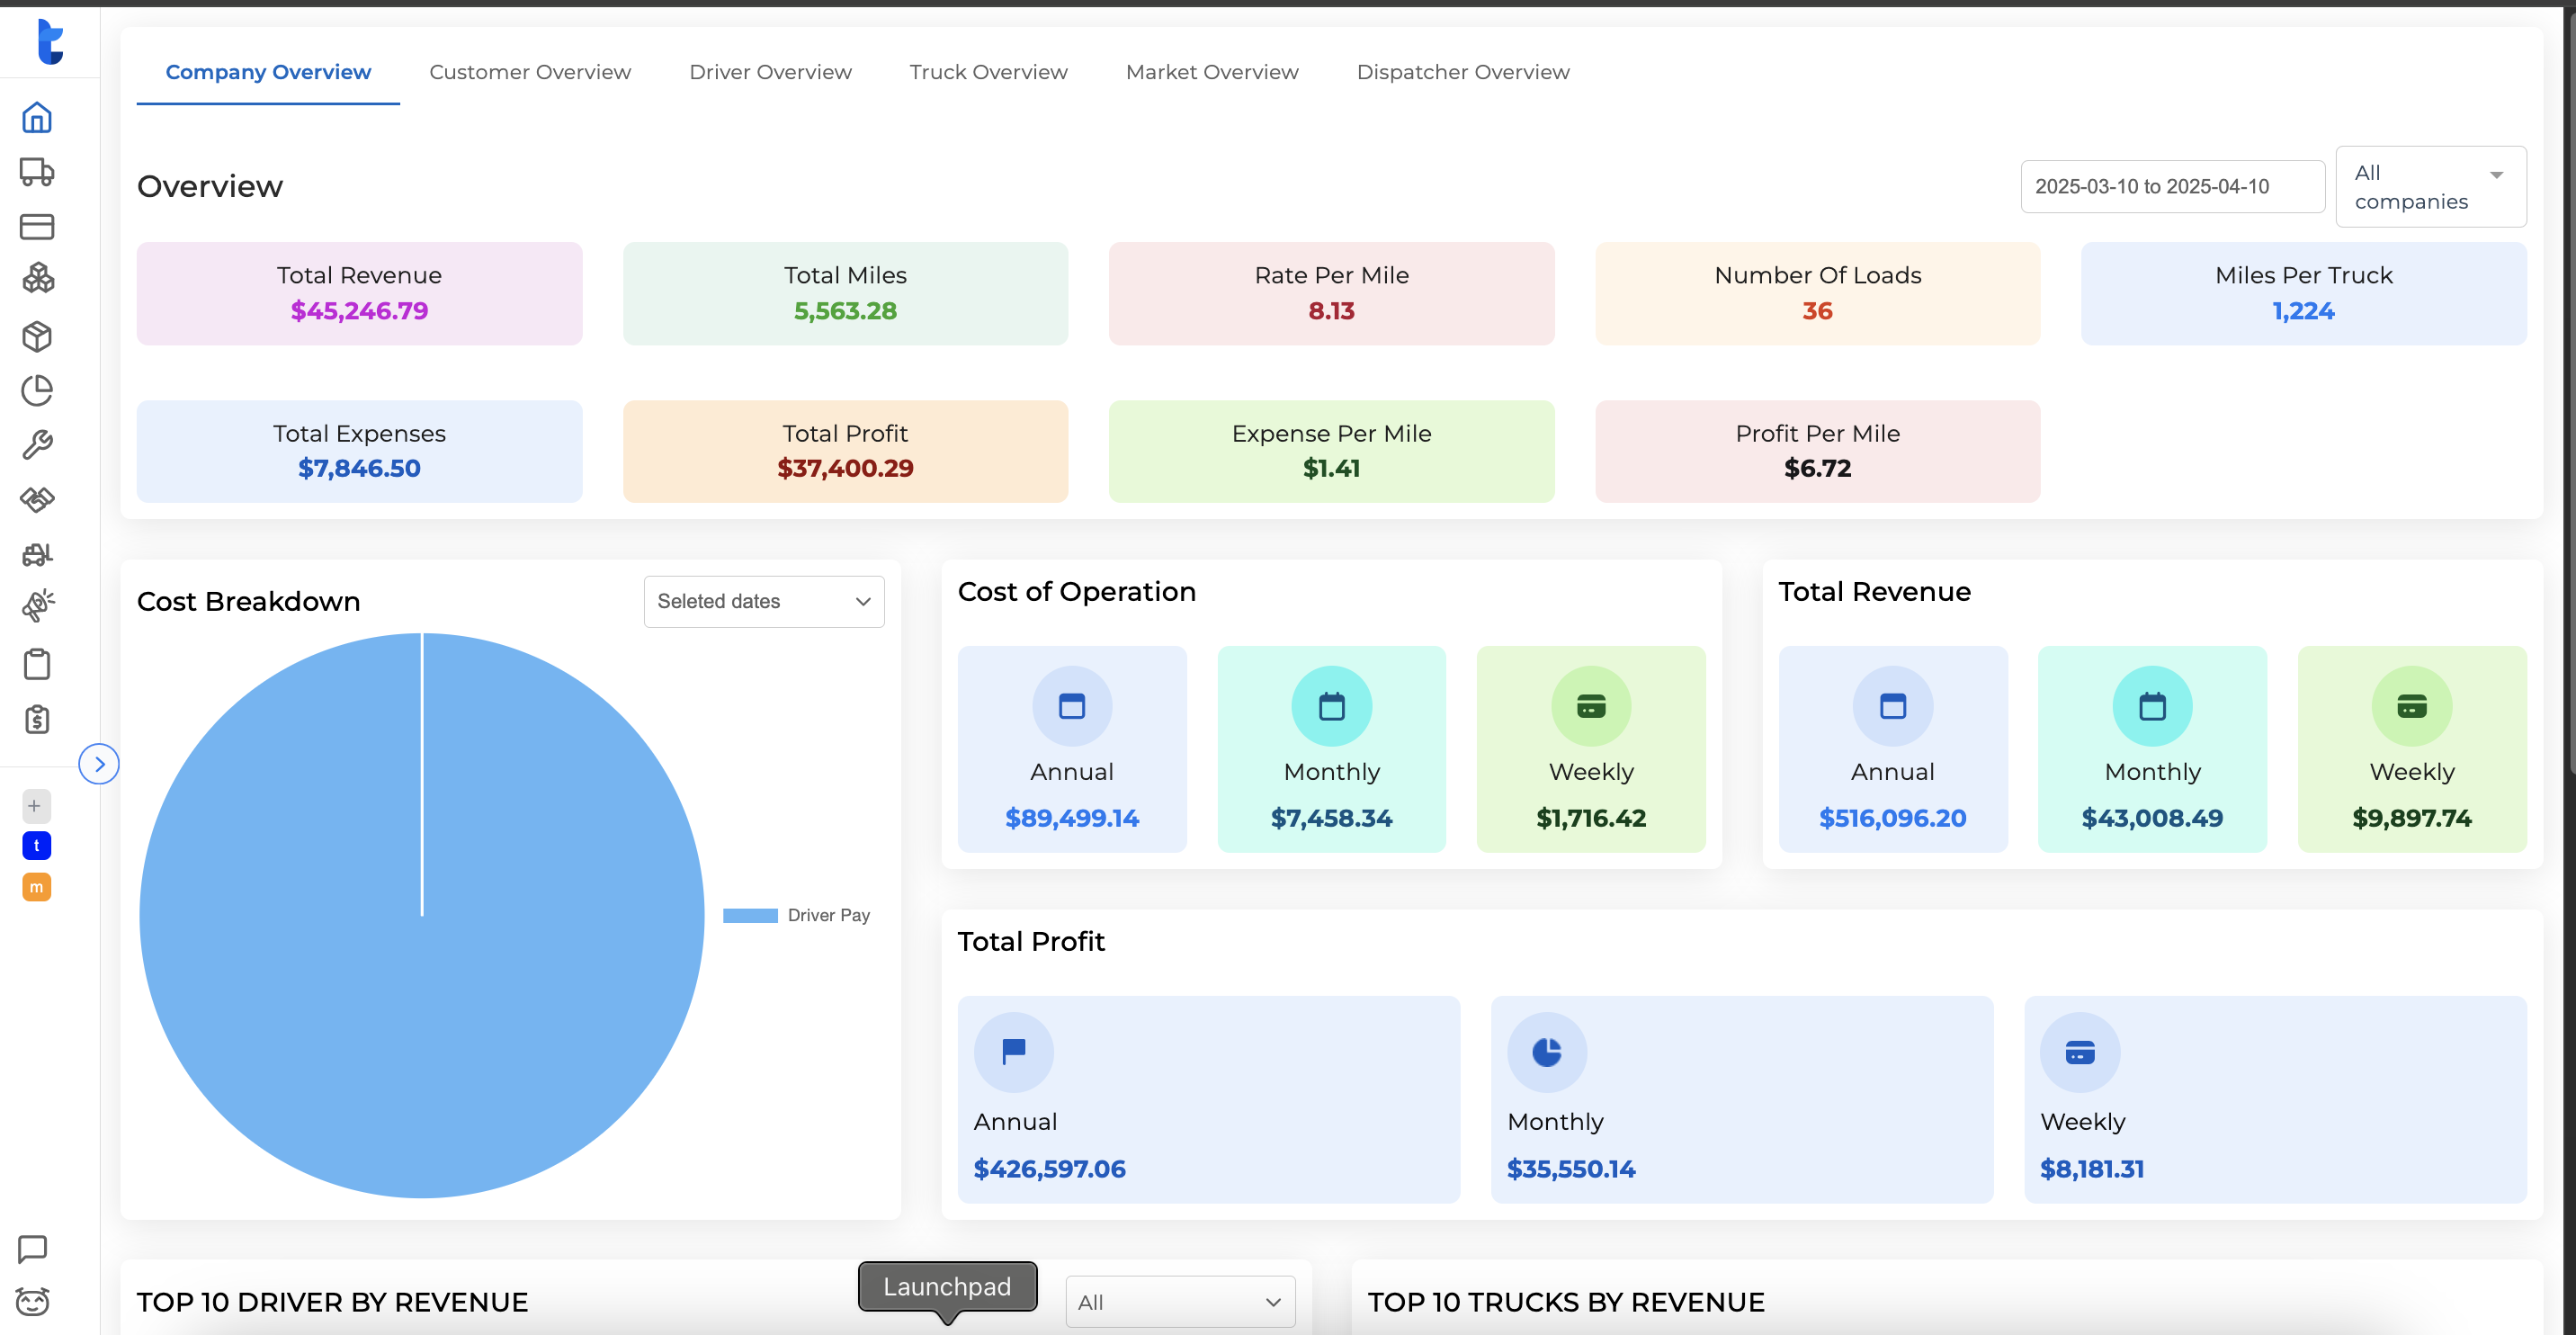 Company Overview
Customer Overview
Driver Overview
Truck Overview
Market Overview
Dispatcher Overview
Overview
2025-03-10 to 2025-04-10
All
companies
Total Revenue
$45,246.79
Total Miles
5,563.28
Rate Per Mile
8.13
Number Of Loads
36
Miles Per Truck
1,224
Total Expenses
$7,846.50
Total Profit
$37,400.29
Expense Per Mile
$1.41
Profit Per Mile
$6.72
Cost Breakdown
Seleted dates
Driver Pay
Cost of Operation
Annual
$89,499.14
Monthly
$7,458.34
Weekly
$1,716.42
Total Revenue
Annual
$516,096.20
Monthly
$43,008.49
Weekly
$9,897.74
Total Profit
Annual
$426,597.06
Monthly
$35,550.14
Weekly
$8,181.31
+
t
m
TOP 10 DRIVER BY REVENUE
Launchpad
All
TOP 10 TRUCKS BY REVENUE